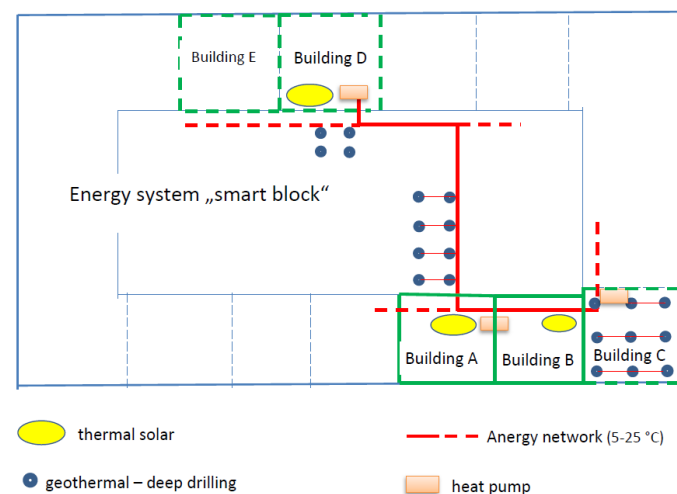 Building E
Building D
Energy system „smart block“
Building A
Building B
Building C
thermal solar
Anergy network (5-25 °C)
geothermal – deep drilling
heat pump